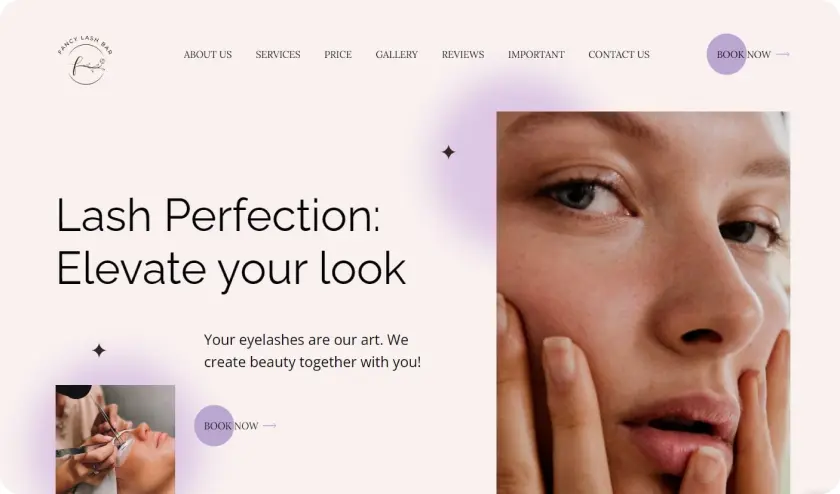 FANCY LASH BAR
ABOUT US SERVICES PRICE GALLERY REVIEWS IMPORTANT CONTACT US BOOK NOW
Lash Perfection:
Elevate your look
Your eyelashes are our art. We
create beauty together with you!
BOOK NOW